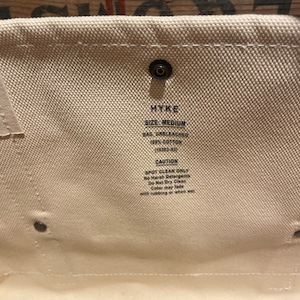 HYKE
SIZE: MEDIUM
BAG, UNBLEACHED
100% COTTON
CAUTION
SPOT CLEAN ONLY
No Harsh Detergents
Do Not Dry Clean
Color may fade
with rubbing or when wet.